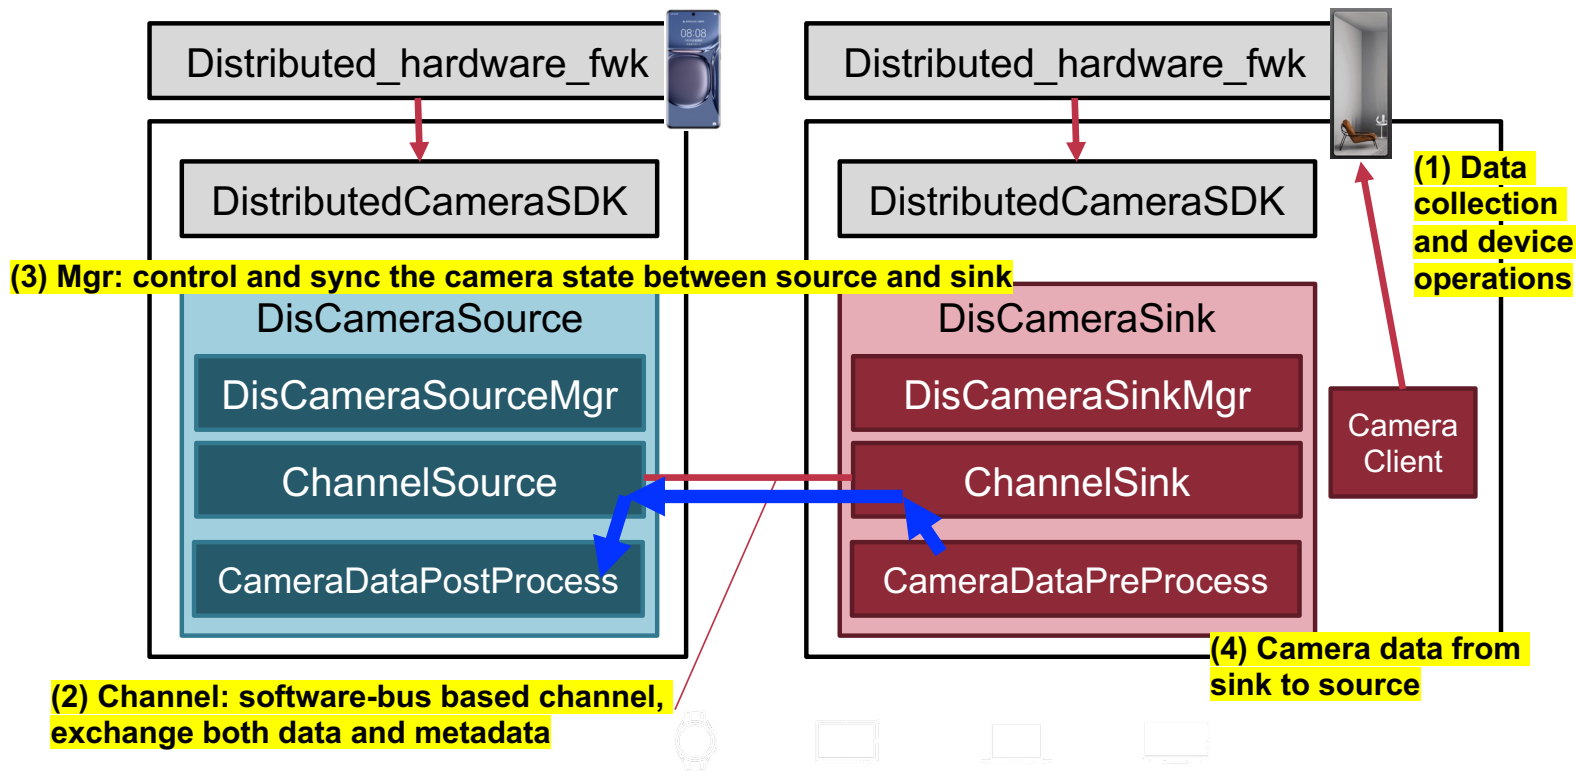 Distributed_hardware_fwk
08:08
Distributed_hardware_fwk
DistributedCameraSDK
DistributedCameraSDK
(1) Data
collection
and device
operations
(3) Mgr: control and sync the camera state between source and sink
DisCameraSource
DisCameraSourceMgr
ChannelSource
CameraDataPostProcess
DisCameraSink
DisCameraSinkMgr
ChannelSink
CameraDataPreProcess
Camera
Client
(4) Camera data from
sink to source
(2) Channel: software-bus based channel,
exchange both data and metadata